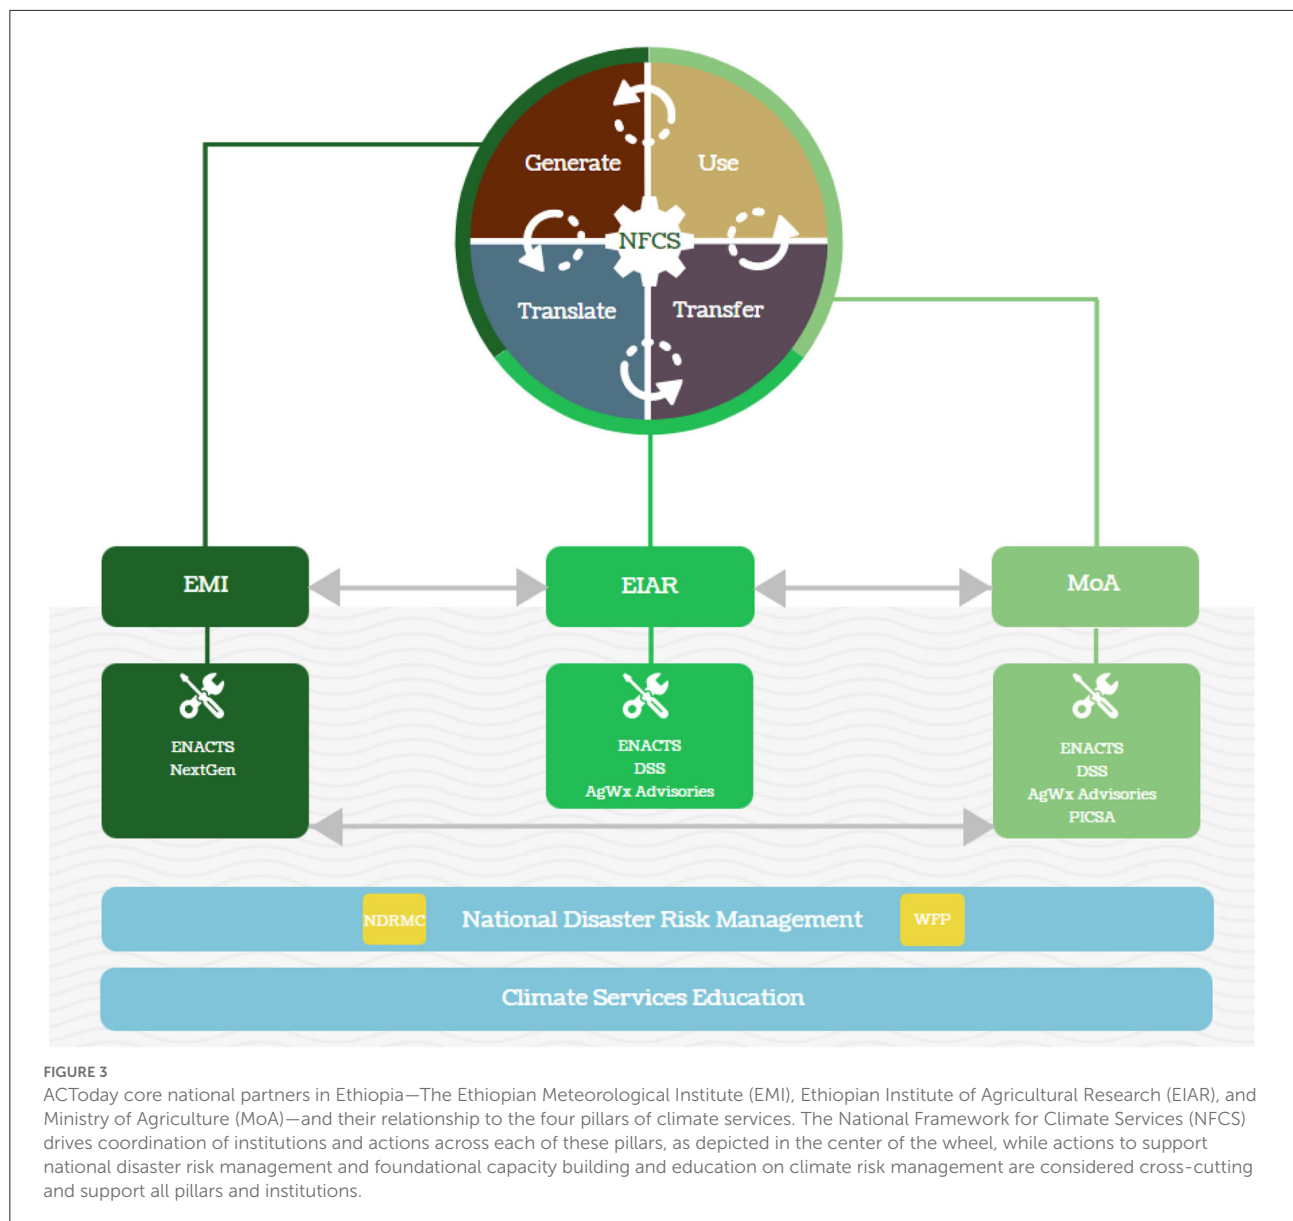 Generate
Use
NFCS
Translate
Transfer
EMI
EIAR
MoA
ENACTS
NextGen
ENACTS
DSS
AgWx Advisories
ENACTS
DSS
AgWx Advisories
PICSA
NDRMC
National Disaster Risk Management
WFP
Climate Services Education
FIGURE 3
ACToday core national partners in Ethiopia—The Ethiopian Meteorological Institute (EMI), Ethiopian Institute of Agricultural Research (EIAR), and
Ministry of Agriculture (MoA)—and their relationship to the four pillars of climate services. The National Framework for Climate Services (NFCS)
drives coordination of institutions and actions across each of these pillars, as depicted in the center of the wheel, while actions to support
national disaster risk management and foundational capacity building and education on climate risk management are considered cross-cutting
and support all pillars and institutions.